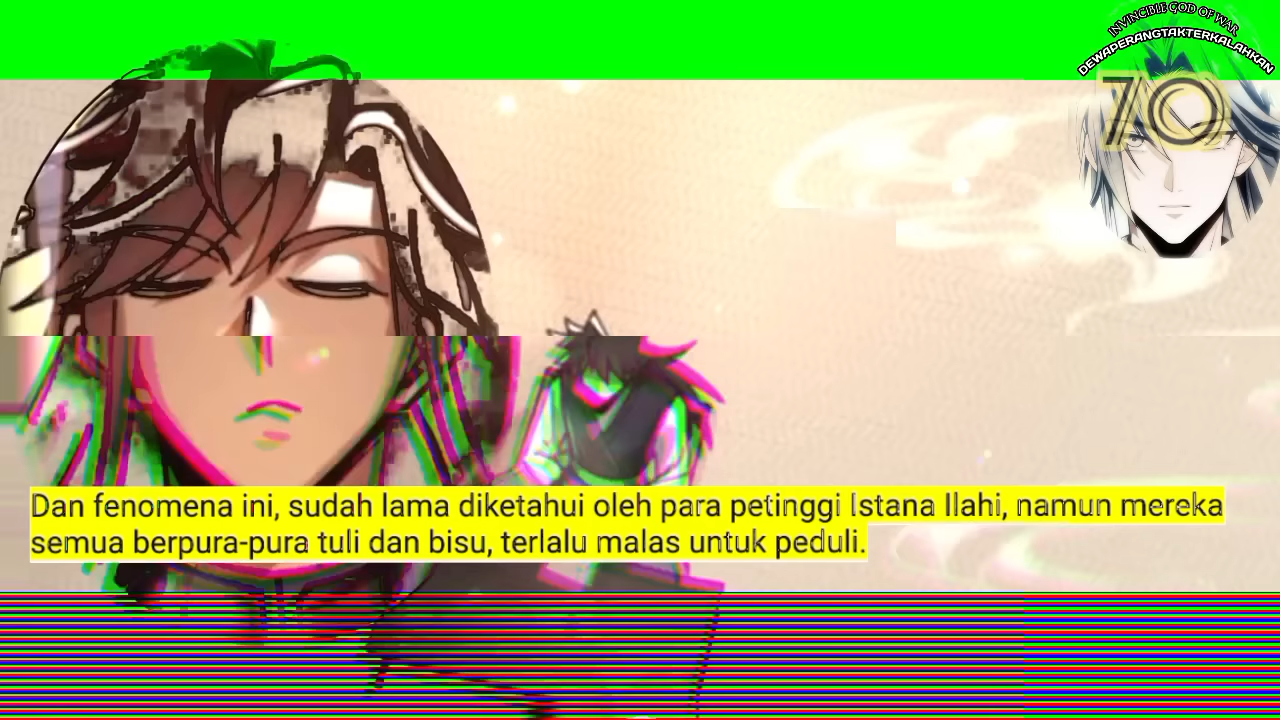 INVINCIBLE GOD OF WAR
DEWAPERANGTAKTERKALAHKAN
70
Dan fenomena ini, sudah lama diketahui oleh para petinggi Istana Ilahi, namun mereka
semua berpura-pura tuli dan bisu, terlalu malas untuk peduli.